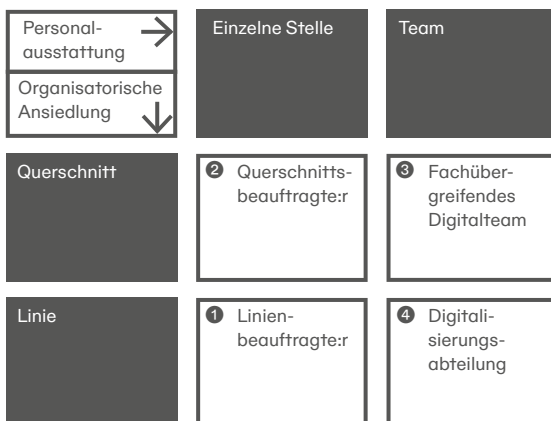 Personal-
ausstattung
Organisatorische
Ansiedlung
Einzelne Stelle
Team
Querschnitt
❷ Querschnitts-
beauftragte:r
❸ Fachüber-
greifendes
Digitalteam
Linie
❶ Linien-
beauftragte:r
❹ Digitali-
sierungs-
abteilung